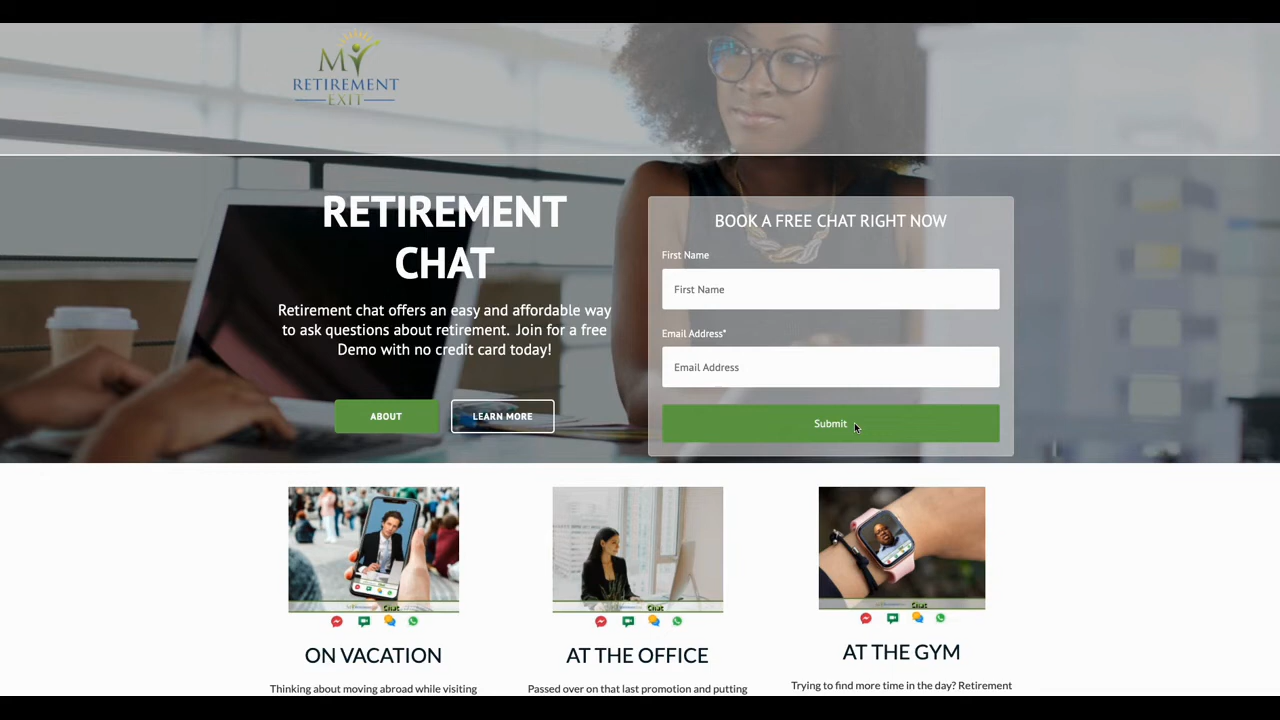 MY
RETIREMENT
EXIT
RETIREMENT
CHAT
Retirement chat offers an easy and affordable way
to ask questions about retirement. Join for a free
Demo with no credit card today!
ABOUT
LEARN MORE
BOOK A FREE CHAT RIGHT NOW
First Name
First Name
Email Address*
Email Address
Submit
Chat
Chat
Chat
ON VACATION
Thinking about moving abroad while visiting
AT THE OFFICE
Passed over on that last promotion and putting
AT THE GYM
Trying to find more time in the day? Retirement